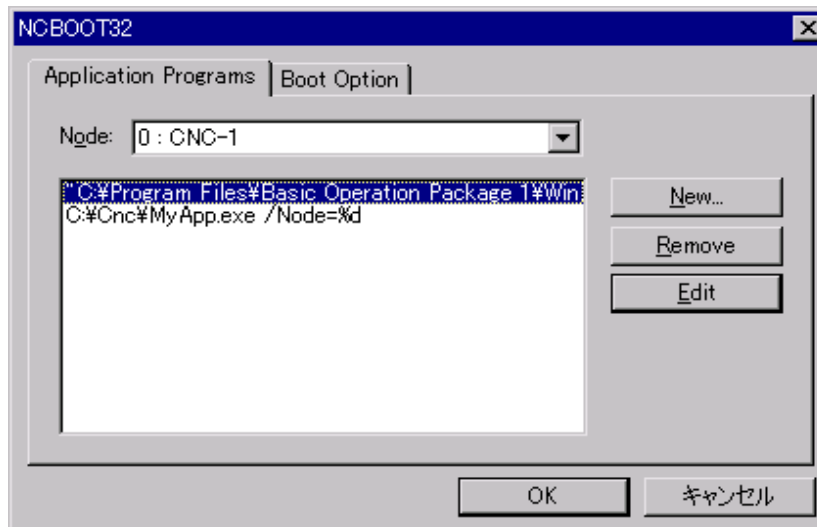 NCBOOT32
Application Programs
Boot Option
Node:
0 : CNC-1
"C:¥Program Files¥Basic Operation Package 1¥Win
C:¥Cnc¥MyApp.exe /Node=%d
New...
Remove
Edit
OK
キャンセル